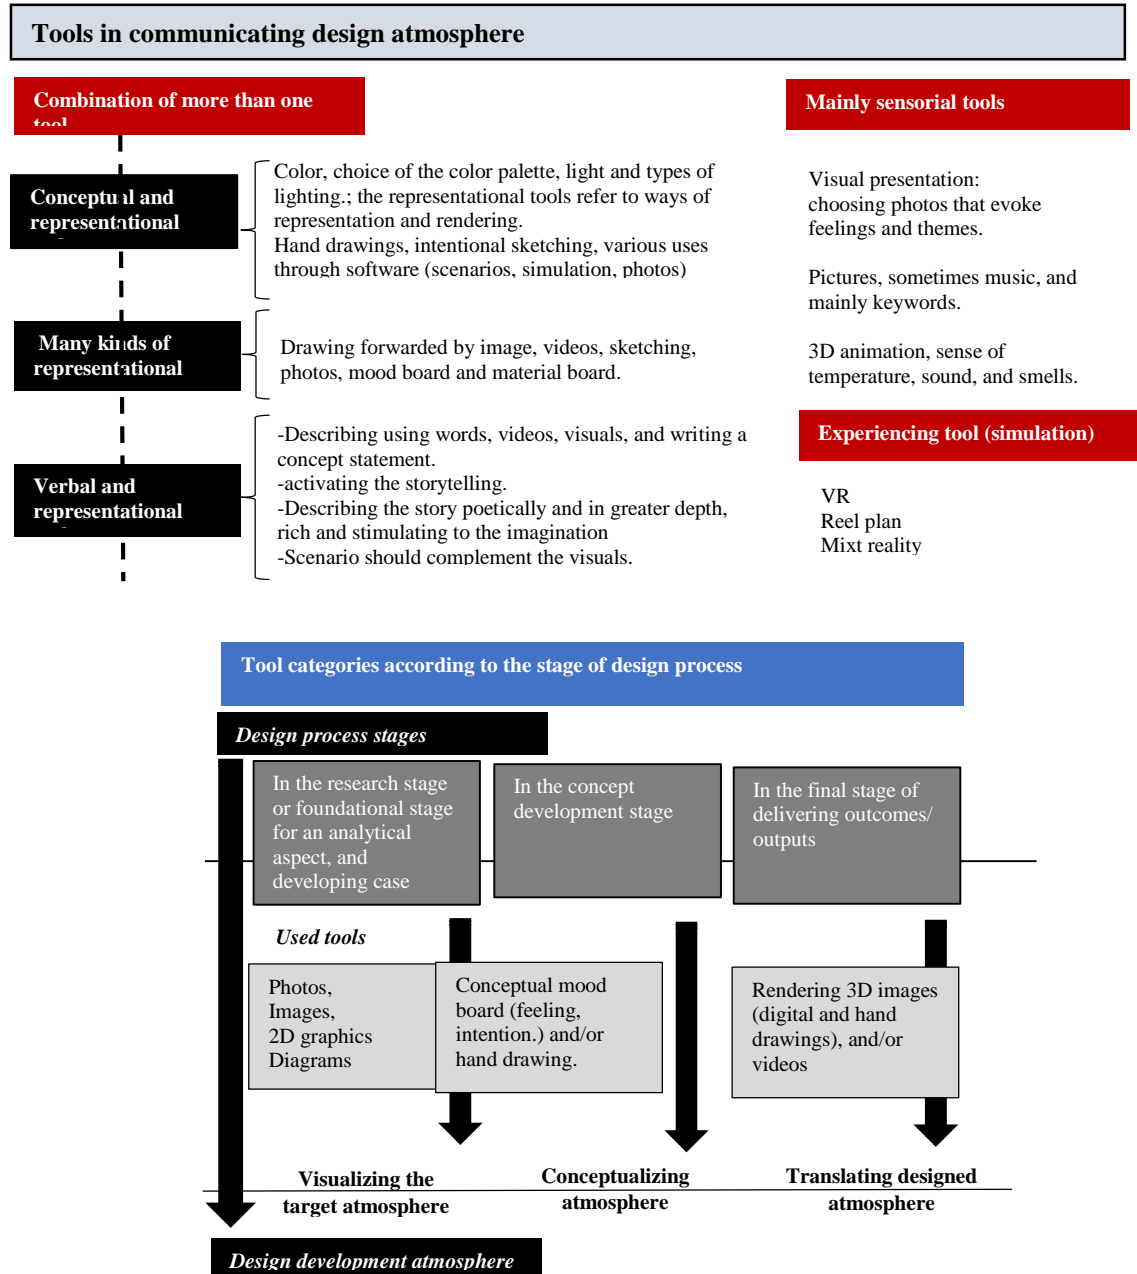 Tools in communicating design atmosphere
Combination of more than one
tool
Conceptual and
representational
Color, choice of the color palette, light and types of
lighting.; the representational tools refer to ways of
representation and rendering.
Hand drawings, intentional sketching, various uses
through software (scenarios, simulation, photos)
Many kinds of
representational
Drawing forwarded by image, videos, sketching,
photos, mood board and material board.
Verbal and
representational
-Describing using words, videos, visuals, and writing a
concept statement.
-activating the storytelling.
-Describing the story poetically and in greater depth,
rich and stimulating to the imagination
-Scenario should complement the visuals.
Mainly sensorial tools
Visual presentation:
choosing photos that evoke
feelings and themes.
Pictures, sometimes music, and
mainly keywords.
3D animation, sense of
temperature, sound, and smells.
Experiencing tool (simulation)
VR
Reel plan
Mixt reality
Tool categories according to the stage of design process
Design process stages
In the research stage
or foundational stage
for an analytical
aspect, and
developing case
In the concept
development stage
In the final stage of
delivering outcomes/
outputs
Used tools
Photos,
Images,
2D graphics
Diagrams
Conceptual mood
board (feeling,
intention.) and/or
hand drawing.
Rendering 3D images
(digital and hand
drawings), and/or
videos
Visualizing the
target atmosphere
Conceptualizing
atmosphere
Translating designed
atmosphere
Design development atmosphere